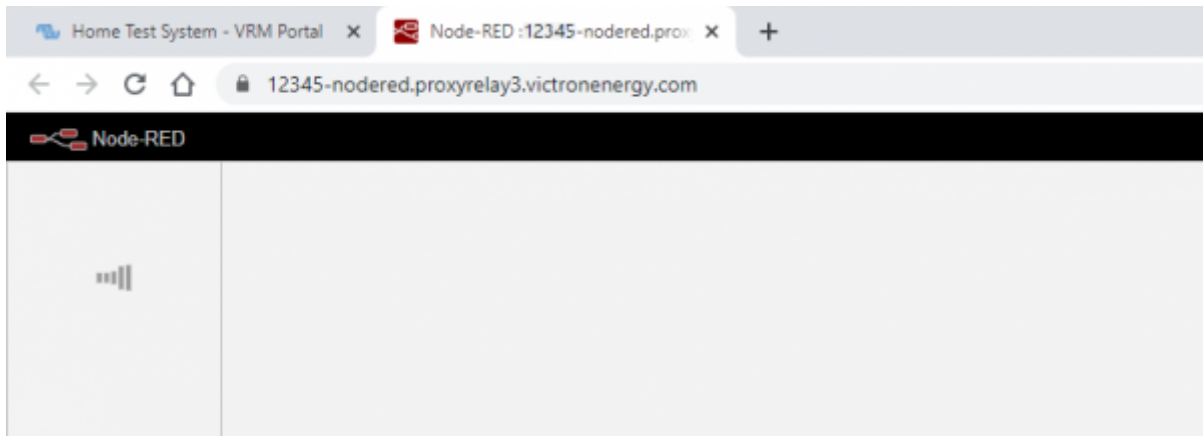 Home Test System - VRM Portal
Node-RED : 12345-nodered.prox
12345-nodered.proxyrelay3.victronenergy.com
Node-RED